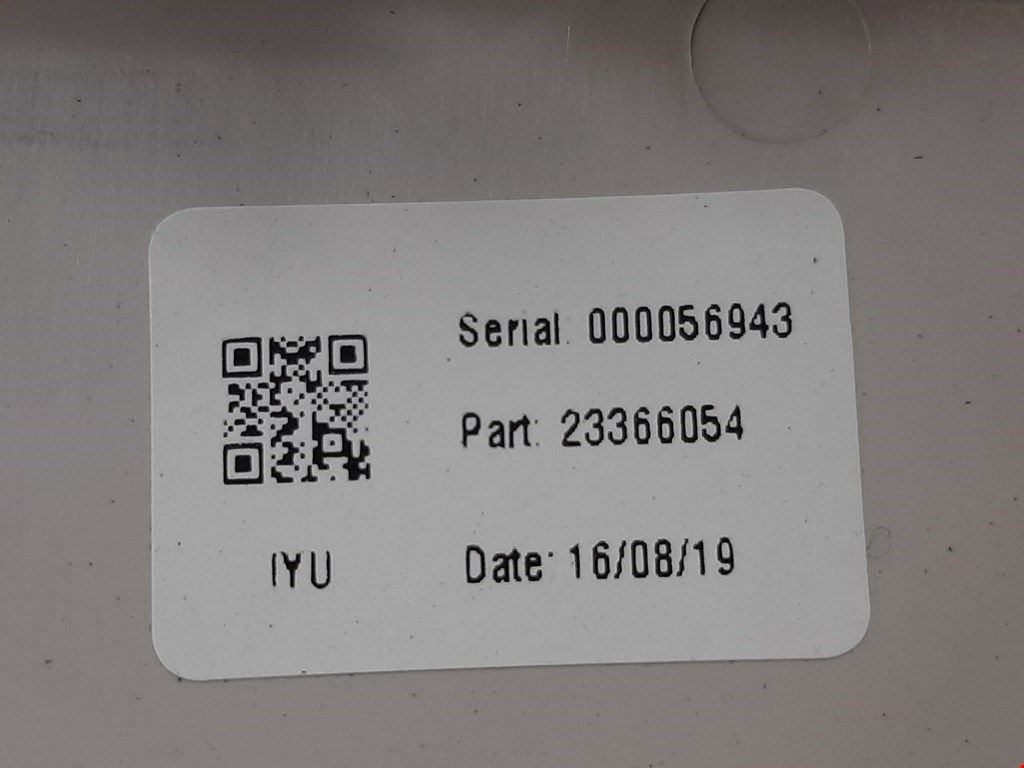 Serial: 000056943
Part: 23366054
IYU
Date: 16/08/19